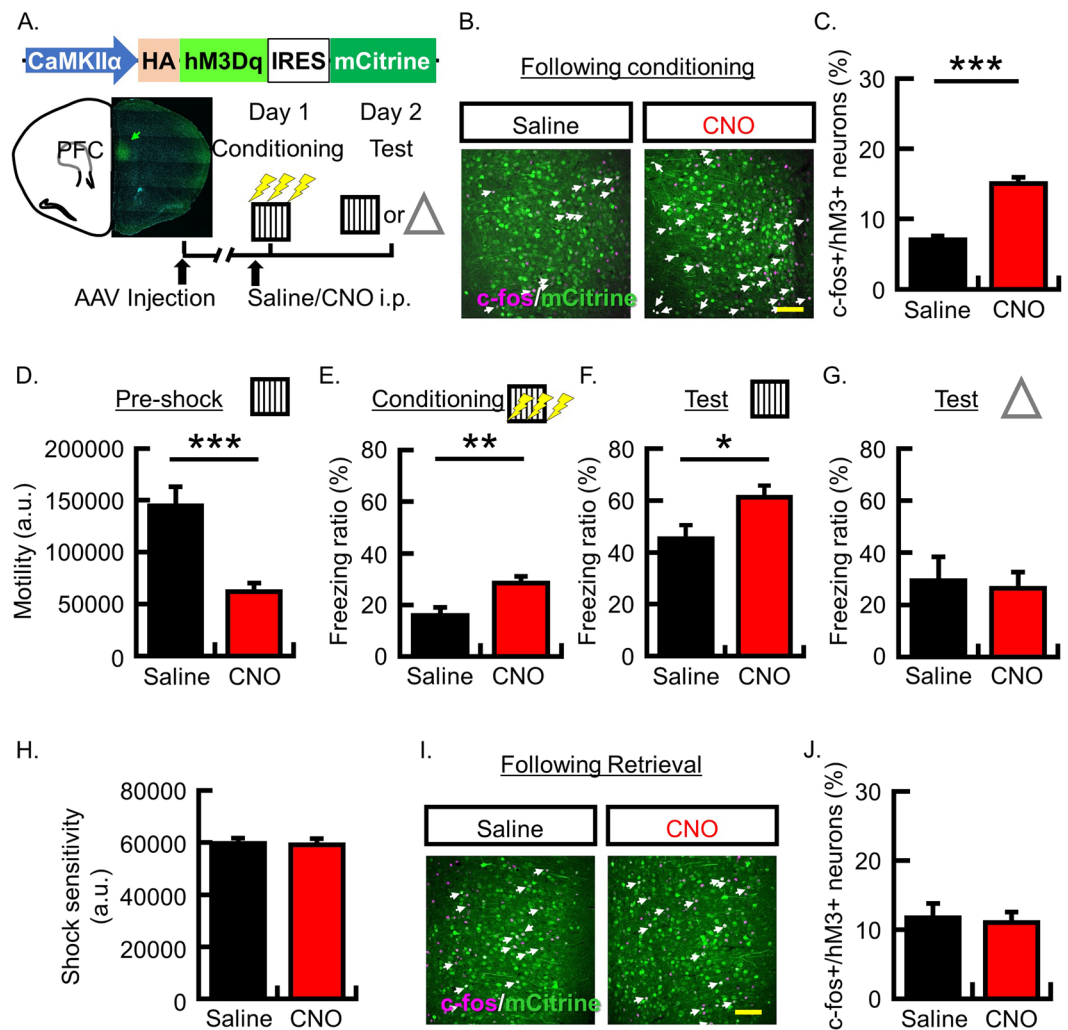 A.
CaMKIIα HA hM3Dq IRES mCitrine
PFC
Day 1
Conditioning
Day 2
Test
or
AAV Injection
Saline/CNO i.p.
B.
Following conditioning
Saline
CNO
c-fos/mCitrine
C.
c-fos+/hM3+ neurons (%)
30
20
10
0
***
Saline
CNO
D.
Pre-shock
Motility (a.u.)
200000
150000
100000
50000
0
***
Saline
CNO
E.
Conditioning
Freezing ratio (%)
80
60
40
20
0
**
Saline
CNO
F.
Test
Freezing ratio (%)
80
60
40
20
0
*
Saline
CNO
G.
Test
Freezing ratio (%)
80
60
40
20
0
Saline
CNO
H.
Shock sensitivity
(a.u.)
80000
60000
40000
20000
0
Saline
CNO
I.
Following Retrieval
Saline
CNO
c-fos/mCitrine
J.
c-fos+/hM3+ neurons (%)
30
20
10
0
Saline
CNO